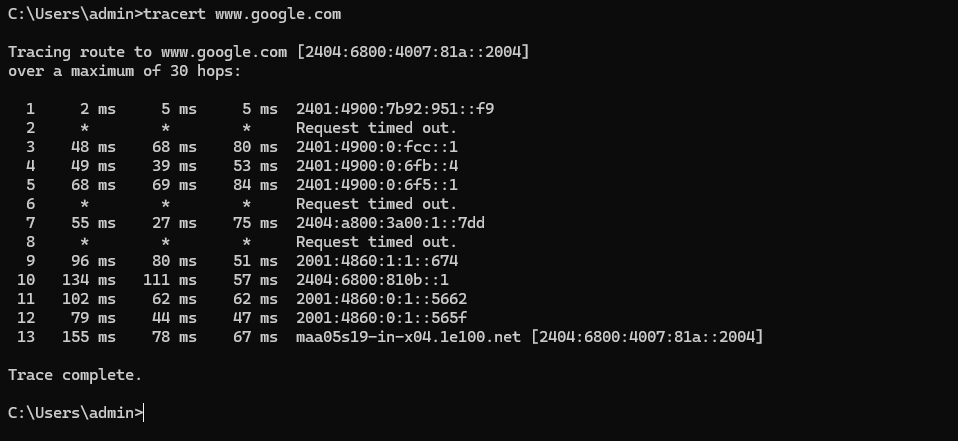 C:\Users\admin>tracert www.google.com
Tracing route to www.google.com [2404:6800:4007:81a::2004]
over a maximum of 30 hops:
  1     2 ms     5 ms     5 ms  2401:4900:7b92:951::f9
  2     *        *        *     Request timed out.
  3    48 ms    68 ms    80 ms  2401:4900:0:fcc::1
  4    49 ms    39 ms    53 ms  2401:4900:0:6fb::4
  5    68 ms    69 ms    84 ms  2401:4900:0:6f5::1
  6     *        *        *     Request timed out.
  7    55 ms    27 ms    75 ms  2404:a800:3a00:1::7dd
  8     *        *        *     Request timed out.
  9    96 ms    80 ms    51 ms  2001:4860:1:1::674
 10   134 ms   111 ms    57 ms  2404:6800:810b::1
 11   102 ms    62 ms    62 ms  2001:4860:0:1::5662
 12    79 ms    44 ms    47 ms  2001:4860:0:1::565f
 13   155 ms    78 ms    67 ms  maa05s19-in-x04.1e100.net [2404:6800:4007:81a::2004]
Trace complete.
C:\Users\admin>